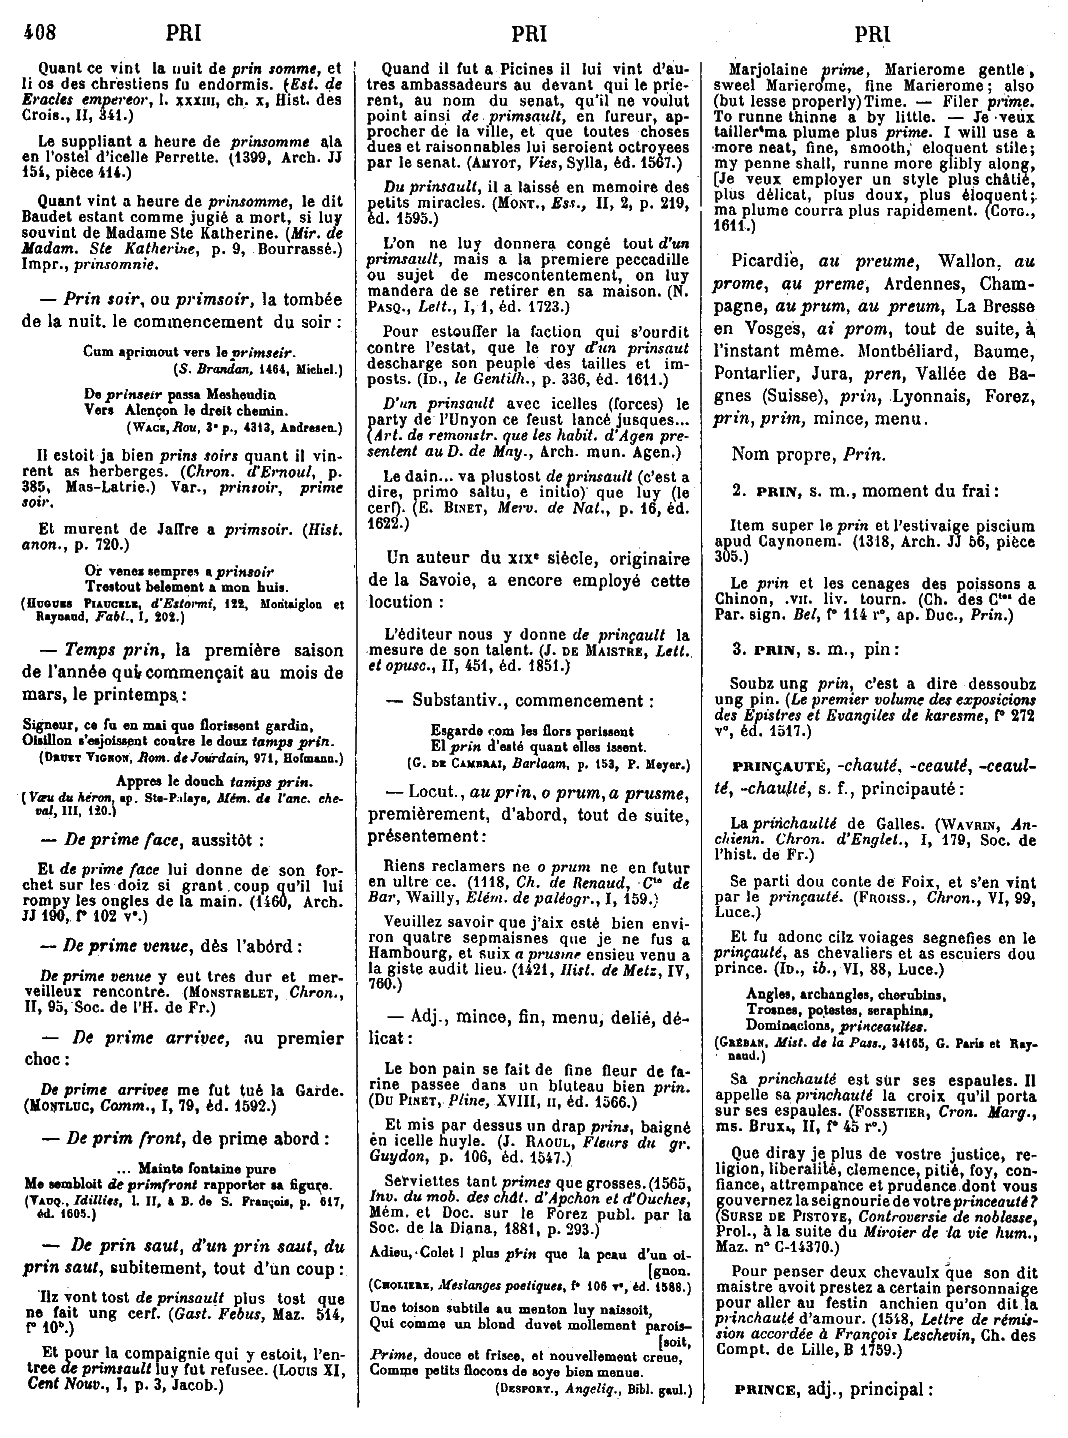 408 PRI PRI PRI
Quant ce vint la nuit de prin somme, et
li os des chrestiens fu endormis. (Est. de
Eracles empereor, l. XXXIII, ch. X, Hist. des
Crois., II, 341.)
Le suppliant a heure de prinsomme ala
en l'ostel d'icelle Perrette. (1399, Arch. JJ
154, pièce 414.)
Quant vint a heure de prinsomme, le dit
Baudet estant comme jugié a mort, si luy
souvint de Madame Ste Katherine. (Mir. de
Madam. Ste Katherine, p. 9, Bourrassé.)
Impr., prinsomnie.
— Prin soir, ou primsoir, la tombée
de la nuit. le commencement du soir :
Cum aprimout vers le primseir.
(S. Brandan, 1464, Michel.)
De prinseir passa Mesheudin
Vers Alençon le dreit chemin.
(WACE, Rou, 3e p., 4313, Andresen.)
Il estoit ja bien prins soirs quant il vin-
rent as herberges. (Chron. d'Ernoul, p.
385, Mas-Latrie.) Var., prinsoir, prime
soir.
Et murent de Jaffre a primsoir. (Hist.
anon., p. 720.)
Or venez sempres a prinsoir
Trestout belement a mon huis.
(HUGUES PIAUCELE, d'Estormi, 122, Montaiglon et
Raynaud, Fabl., I, 202.)
— Temps prin, la première saison
de l'année qui commençait au mois de
mars, le printemps :
Signeur, ce fu en mai que florissent gardin,
Oisillon s'esjoissent contre le douz tamps prin.
(DRUET VIGNON, Rom. de Jourdain, 971, Hofmann.)
Appres le douch tamps prin.
(Vœu du héron, ap. Ste-Palaye, Mém. de l'anc. che-
val, III, 120.)
— De prime face, aussitôt :
Et de prime face lui donne de son for-
chet sur les doiz si grant coup qu'il lui
rompy les ongles de la main. (1460, Arch.
JJ 190, f° 102 v°.)
— De prime venue, dès l'abórd :
De prime venue y eut tres dur et mer-
veilleux rencontre. (MONSTRELET, Chron.,
II, 95, Soc. de l'H. de Fr.)
— De prime arrivee, au premier
choc :
De prime arrivee me fut tué la Garde.
(MONTLUC, Comm., I, 79, éd. 1592.)
— De prim front, de prime abord :
... Mainte fontaine pure
Me sembloit de primfront rapporter sa figure.
(VAUQ., Idillies, l. II, à B. de S. François, p. 617,
éd. 1605.)
— De prin saut, d'un prin saut, du
prin saut, subitement, tout d'un coup :
Ilz vont tost de prinsault plus tost que
ne fait ung cerf. (Gast. Febus, Maz. 514,
f° 10b.)
Et pour la compaignie qui y estoit, l'en-
tree de primsault luy fut refusee. (LOUIS XI,
Cent Nouv., I, p. 3, Jacob.)
Quand il fut a Picines il lui vint d'au-
tres ambassadeurs au devant qui le prie-
rent, au nom du senat, qu'il ne voulut
point ainsi de primsault, en fureur, ap-
procher de la ville, et que toutes choses
dues et raisonnables lui seroient octroyees
par le senat. (AMYOT, Vies, Sylla, éd. 1567.)
Du prinsault, il a laissé en memoire des
petits miracles. (MONT., Ess., II, 2, p. 219,
éd. 1595.)
L'on ne luy donnera congé tout d'un
primsault, mais a la premiere peccadille
ou sujet de mescontentement, on luy
mandera de se retirer en sa maison. (N.
PASQ., Lett., I, 1, éd. 1723.)
Pour estouffer la faction qui s'ourdit
contre l'estat, que le roy d'un prinsaut
descharge son peuple des tailles et im-
posts. (ID., le Gentilh., p. 336, éd. 1611.)
D'un prinsault avec icelles (forces) le
party de l'Unyon ce feust lancé jusques...
(Art. de remonstr. que les habit. d'Agen pre-
sentent au D. de May., Arch. mun. Agen.)
Le dain... va plustost de prinsault (c'est a
dire, primo saltu, e initio) que luy (le
cerf). (E. BINET, Merv. de Nat., p. 16, éd.
1622.)
Un auteur du XIXe siècle, originaire
de la Savoie, a encore employé cette
locution :
L'éditeur nous y donne de prinçault la
mesure de son talent. (J. DE MAISTRE, Lett.
et opusc., II, 451, éd. 1851.)
— Substantiv., commencement :
Esgarde com les flors perissent
El prin d'esté quant elles issent.
(G. DE CAMBRAI, Barlaam, p. 153, P. Meyer.)
— Locut., au prin, o prum, a prusme,
premièrement, d'abord, tout de suite,
présentement :
Riens reclamers ne o prum ne en futur
en ultre ce. (1118, Ch. de Renaud, Cte de
Bar, Wailly, Elém. de paléogr., I, 159.)
Veuillez savoir que j'aix esté bien envi-
ron quatre sepmaisnes que je ne fus a
Hambourg, et suix a prusme ensieu venu a
la giste audit lieu. (1421, Hist. de Metz, IV,
760.)
— Adj., mince, fin, menu, delié, dé-
licat :
Le bon pain se fait de fine fleur de fa-
rine passee dans un bluteau bien prin.
(DU PINET, Pline, XVIII, II, éd. 1566.)
Et mis par dessus un drap prins, baigné
en icelle huyle. (J. RAOUL, Fleurs du gr.
Guydon, p. 106, éd. 1547.)
Serviettes tant primes que grosses. (1565,
Inv. du mob. des chât. d'Apchon et d'Ouches,
Mém. et Doc. sur le Forez publ. par la
Soc. de la Diana, 1881, p. 293.)
Adieu, Colet ! plus prin que la peau d'un oi-
[gnon.
(CHOLIERE, Meslanges poetiques, f° 106 v°, éd. 1588.)
Une toison subtile au menton luy naissoit,
Qui comme un blond duvet mollement parois-
[soit,
Prime, douce et frisee, et nouvellement creue,
Comme petits flocons de soye bien menue.
(DESPORT., Angeliq., Bibl. gaul.)
Marjolaine prime, Marierome gentle,
sweel Marierome, fine Marierome; also
(but lesse properly) Time. — Filer prime.
To runne thinne a by little. — Je veux
tailler ma plume plus prime. I will use a
more neat, fine, smooth, eloquent stile;
my penne shall, runne more glibly along,
[Je veux employer un style plus châtié,
plus délicat, plus doux, plus éloquent;
ma plume courra plus rapidement. (COTG.,
1611.)
Picardie, au preume, Wallon, au
prome, au preme, Ardennes, Cham-
pagne, au prum, au preum, La Bresse
en Vosges, ai prom, tout de suite, à
l'instant même. Montbéliard, Baume,
Pontarlier, Jura, pren, Vallée de Ba-
gnes (Suisse), prin, Lyonnais, Forez,
prin, prim, mince, menu.
Nom propre, Prin.
2. PRIN, s. m., moment du frai :
Item super le prin et l'estivaige piscium
apud Caynonem. (1318, Arch. JJ 56, pièce
305.)
Le prin et les cenages des poissons a
Chinon, .VII. liv. tourn. (Ch. des Ctes de
Par. sign. Bel, f° 114 r°, ap. Duc., Prin.)
3. PRIN, s. m., pin :
Soubz ung prin, c'est a dire dessoubz
ung pin. (Le premier volume des exposicions
des Epistres et Evangiles de karesme, f° 272
v°, éd. 1517.)
PRINÇAUTÉ, -chauté, -ceauté, -ceaul-
té, -chaulté, s. f., principauté :
La princhaulté de Galles. (WAVRIN, An-
chienn. Chron. d'Englet., I, 179, Soc. de
l'hist. de Fr.)
Se parti dou conte de Foix, et s'en vint
par le prinçauté. (FROISS., Chron., VI, 99,
Luce.)
Et fu adonc cilz voiages segnefies en le
prinçauté, as chevaliers et as escuiers dou
prince. (ID., ib., VI, 88, Luce.)
Angles, archangles, cherubins,
Trosnes, potestes, seraphins,
Dominacions, princeaultes.
(GREBAN, Mist. de la Pass., 34165, G. Paris et Ray-
naud.)
Sa princhauté est sur ses espaules. Il
appelle sa princhauté la croix qu'il porta
sur ses espaules. (FOSSETIER, Cron. Marg.,
ms. Brux., II, f° 45 r°.)
Que diray je plus de vostre justice, re-
ligion, liberalité, clemence, pitié, foy, con-
fiance, attrempance et prudence dont vous
gouvernez la seignourie de votre princeauté?
(SURSE DE PISTOYE, Controversie de noblesse,
Prol., à la suite du Miroier de la vie hum.,
Maz. n° C-14370.)
Pour penser deux chevaulx que son dit
maistre avoit prestez a certain personnaige
pour aller au festin anchien qu'on dit la
princhauté d'amour. (1548, Lettre de rémis-
sion accordée à François Leschevin, Ch. des
Compt. de Lille, B 1759.)
PRINCE, adj., principal :